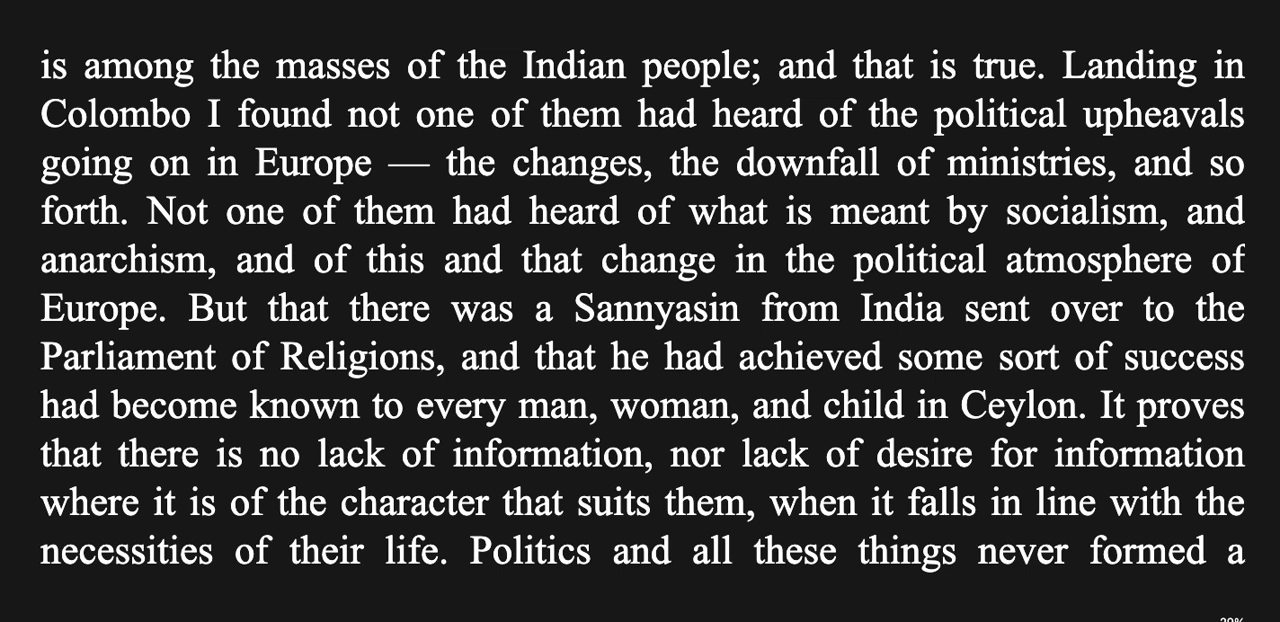 is among the masses of the Indian people; and that is true. Landing in
Colombo I found not one of them had heard of the political upheavals
going on in Europe — the changes, the downfall of ministries, and so
forth. Not one of them had heard of what is meant by socialism, and
anarchism, and of this and that change in the political atmosphere of
Europe. But that there was a Sannyasin from India sent over to the
Parliament of Religions, and that he had achieved some sort of success
had become known to every man, woman, and child in Ceylon. It proves
that there is no lack of information, nor lack of desire for information
where it is of the character that suits them, when it falls in line with the
necessities of their life. Politics and all these things never formed a